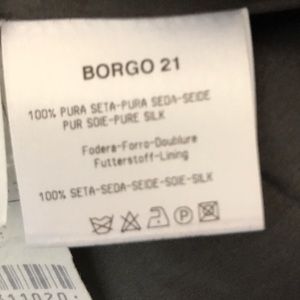 BORGO 21
100% PURA SETA-PURA SEDA-SEIDE
PUR SOIE-PURE SILK
Fodera-Forro-Doublure
Futterstoff-Lining
100% SETA-SEDA-SEIDE-SOIE-SILK
P